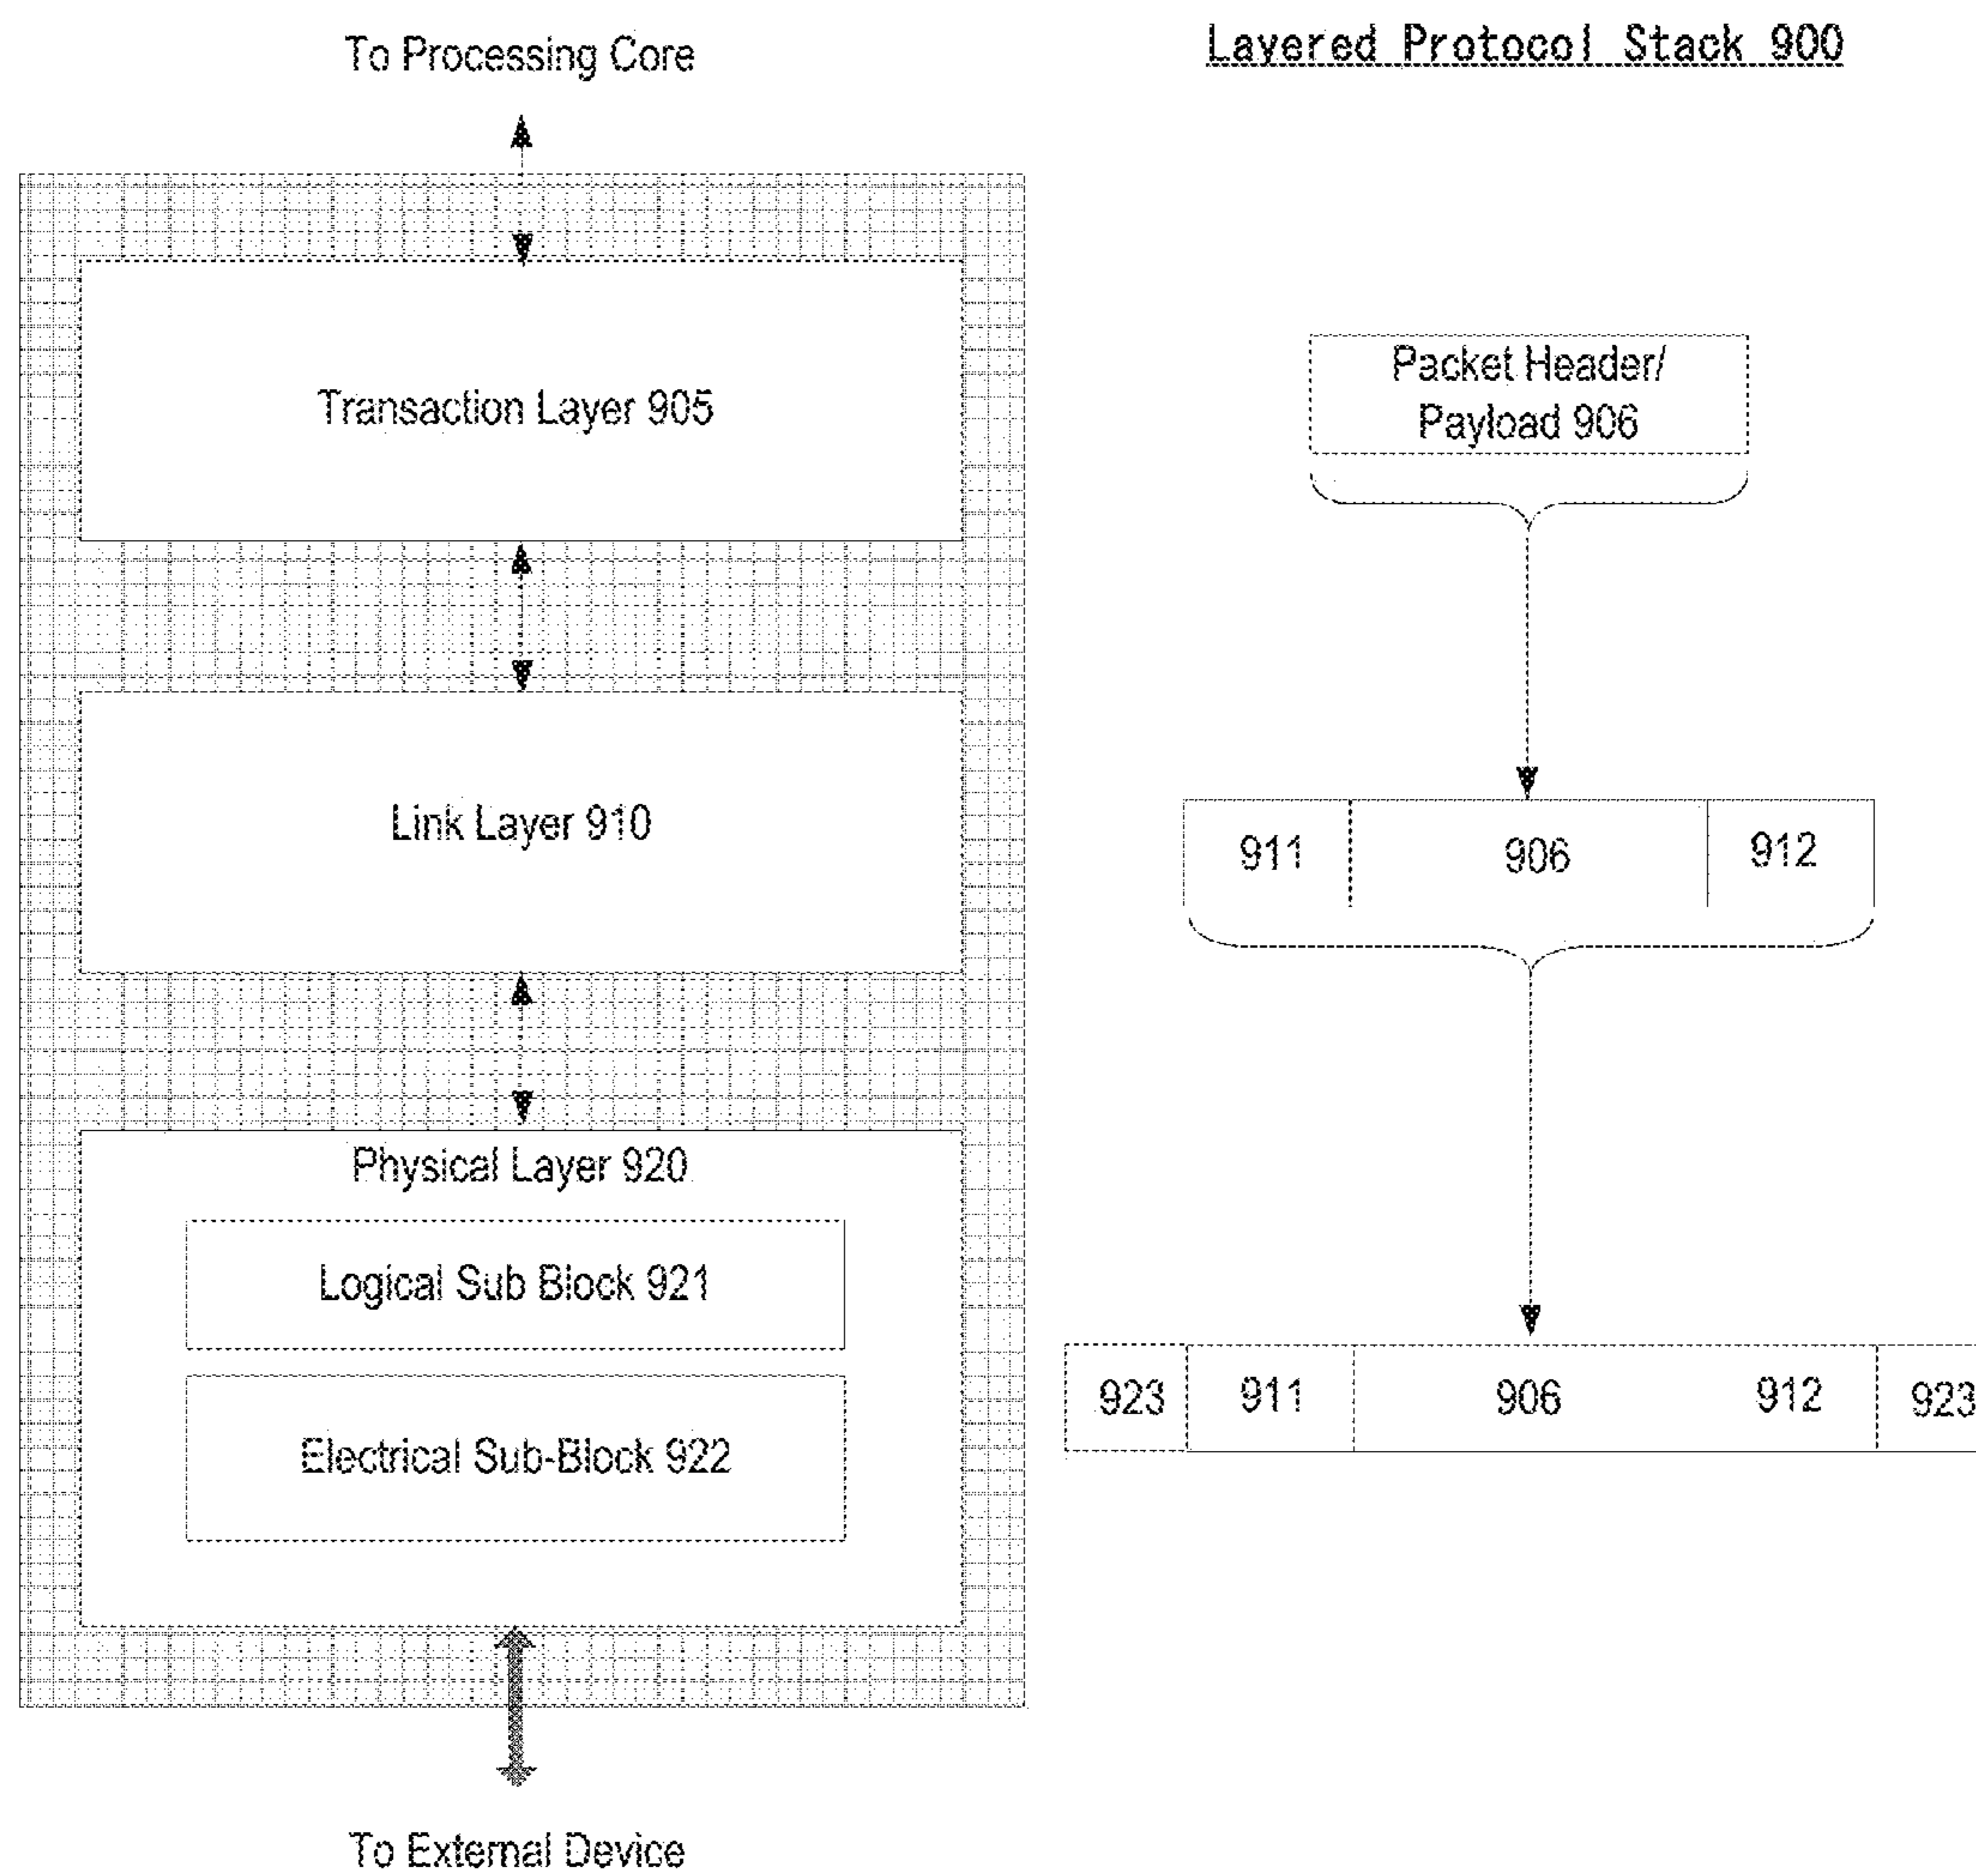 To Processing Core
Layered Protocol Stack 900
Transaction Layer 905
Packet Header/
Payload 906
Link Layer 910
911 906 912
Physical Layer 920
Logical Sub Block 921
Electrical Sub-Block 922
923 911 906 912 923
To External Device